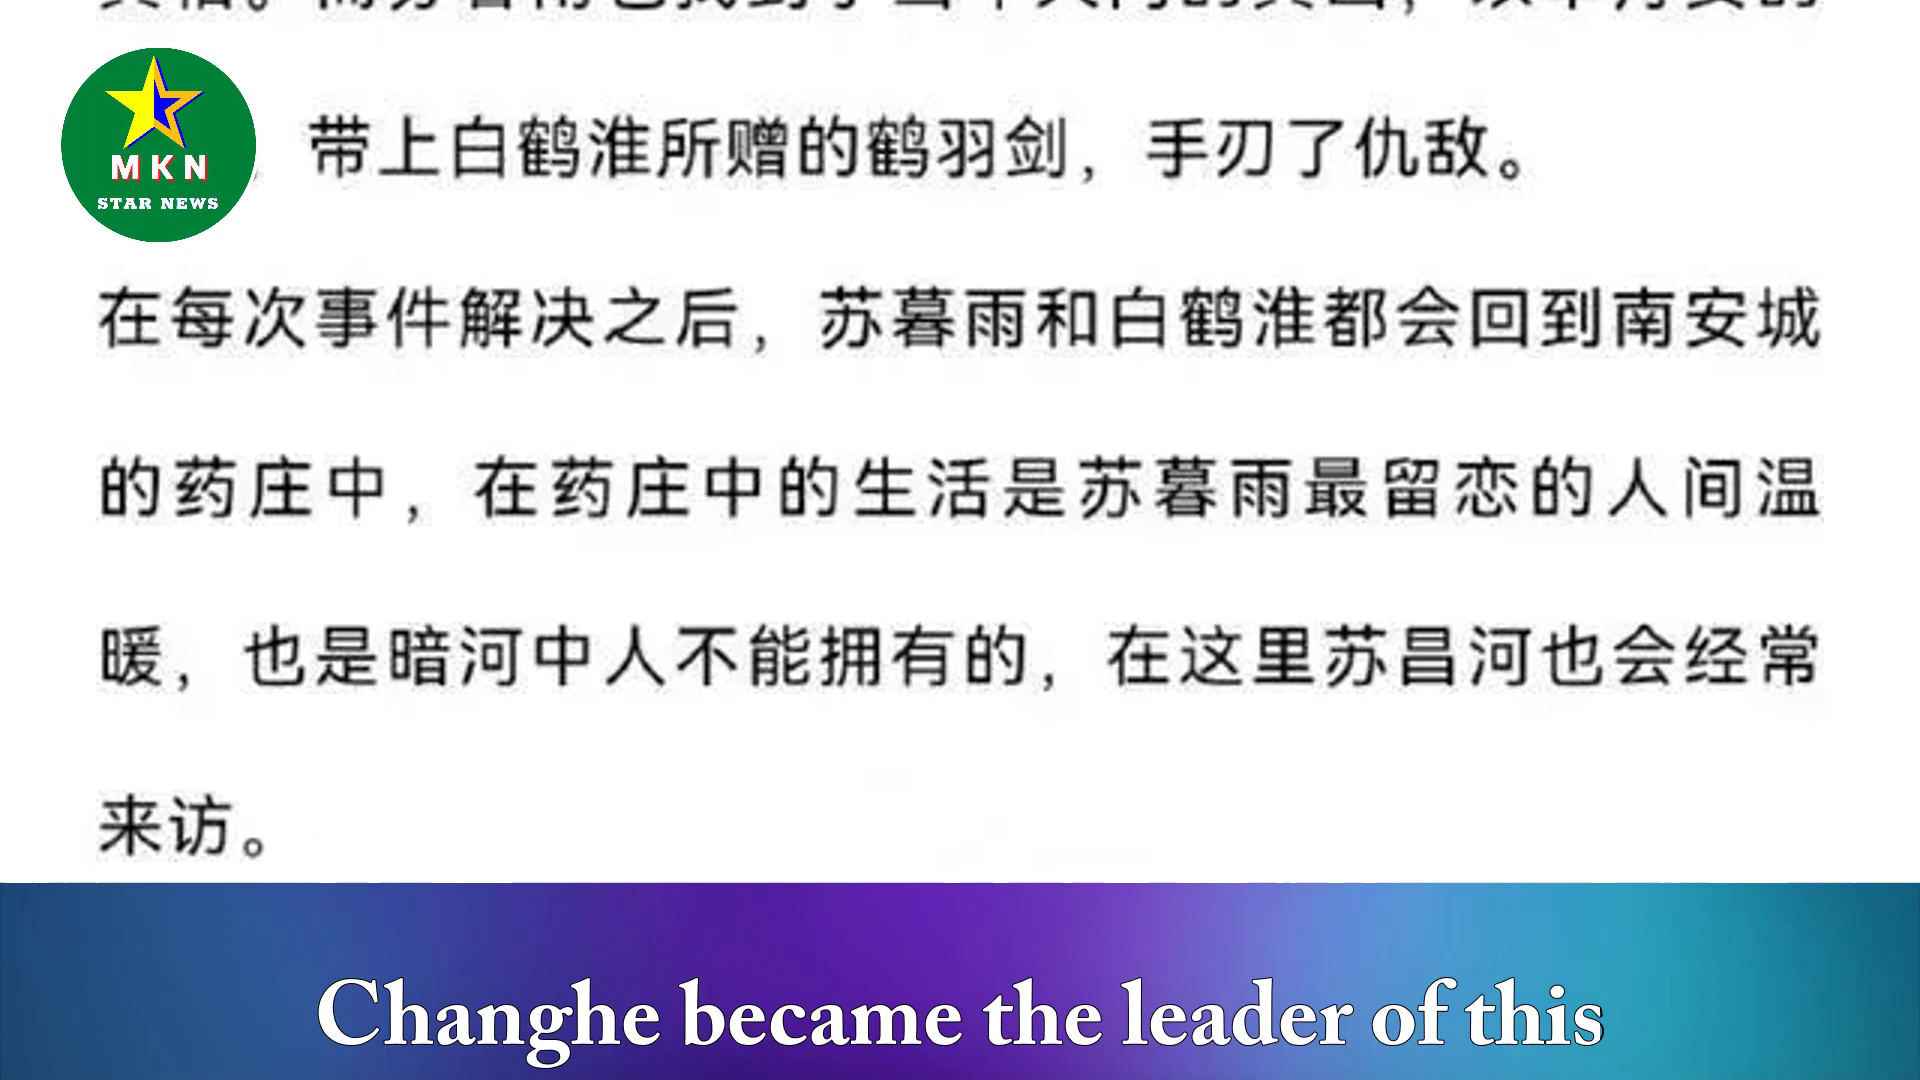 MKN
STAR NEWS
带上白鹤淮所赠的鹤羽剑，手刃了仇敌。
在每次事件解决之后，苏暮雨和白鹤淮都会回到南安城
的药庄中，在药庄中的生活是苏暮雨最留恋的人间温
暖，也是暗河中人不能拥有的，在这里苏昌河也会经常
来访。
Changhe became the leader of this